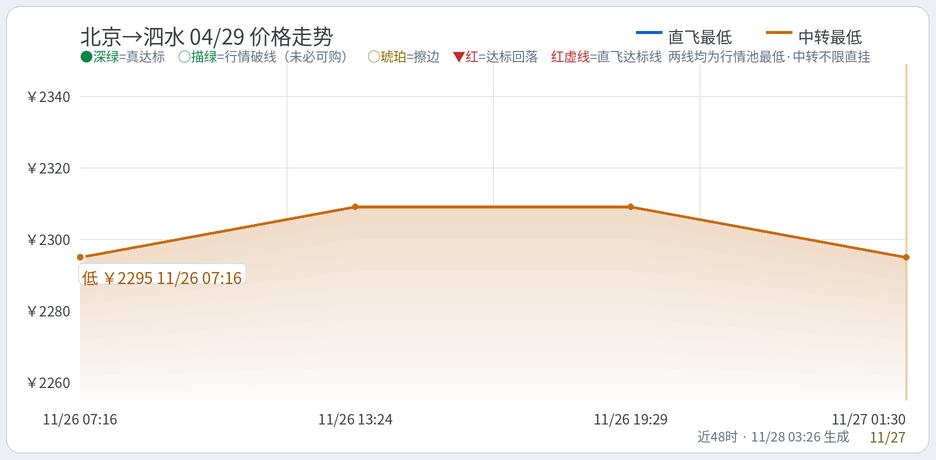 北京→泗水 04/29 价格走势
直飞最低 中转最低
●深绿=真达标 ○描绿=行情破线（未必可购） ○琥珀=擦边 ▼红=达标回落 红虚线=直飞达标线 两线均为行情池最低·中转不限直挂
￥2340
￥2320
￥2300
￥2280
￥2260
低 ￥2295 11/26 07:16
11/26 07:16 11/26 13:24 11/26 19:29 11/27 01:30
近48时 · 11/28 03:26 生成 11/27